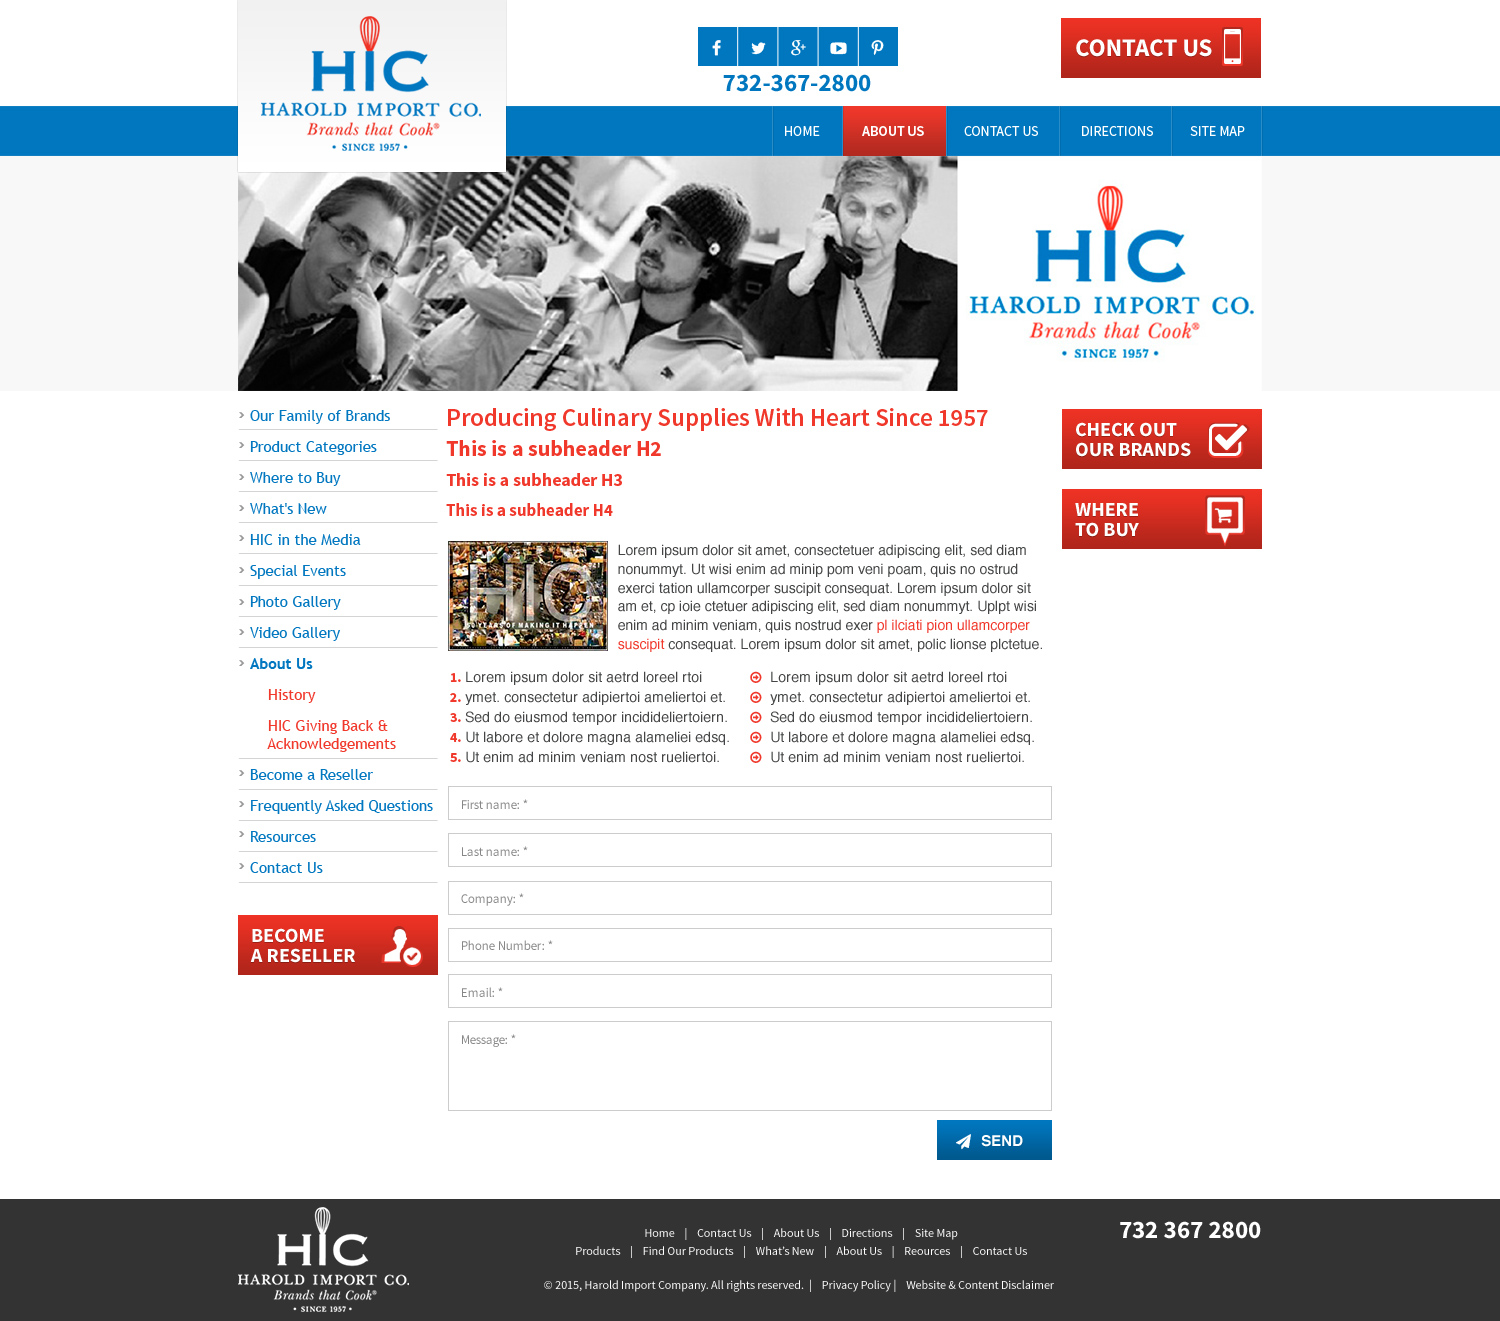 HIC
HAROLD IMPORT CO.
Brands that Cook®
• SINCE 1957 •
732-367-2800
CONTACT US
HOME
ABOUT US
CONTACT US
DIRECTIONS
SITE MAP
HIC
HAROLD IMPORT CO.
Brands that Cook®
• SINCE 1957 •
Our Family of Brands
Product Categories
Where to Buy
What's New
HIC in the Media
Special Events
Photo Gallery
Video Gallery
About Us
History
HIC Giving Back &
Acknowledgements
Become a Reseller
Frequently Asked Questions
Resources
Contact Us
BECOME
A RESELLER
Producing Culinary Supplies With Heart Since 1957
This is a subheader H2
This is a subheader H3
This is a subheader H4
HIC
50 YEARS OF MAKING IT HAPPEN
Lorem ipsum dolor sit amet, consectetuer adipiscing elit, sed diam
nonummyt. Ut wisi enim ad minip pom veni poam, quis no ostrud
exerci tation ullamcorper suscipit consequat. Lorem ipsum dolor sit
am et, cp ioie ctetuer adipiscing elit, sed diam nonummyt. Uplpt wisi
enim ad minim veniam, quis nostrud exer pl ilciati pion ullamcorper
suscipit consequat. Lorem ipsum dolor sit amet, polic lionse plctetue.
1. Lorem ipsum dolor sit aetrd loreel rtoi
2. ymet. consectetur adipiertoi ameliertoi et.
3. Sed do eiusmod tempor incidideliertoiern.
4. Ut labore et dolore magna alameliei edsq.
5. Ut enim ad minim veniam nost rueliertoi.
Lorem ipsum dolor sit aetrd loreel rtoi
ymet. consectetur adipiertoi ameliertoi et.
Sed do eiusmod tempor incidideliertoiern.
Ut labore et dolore magna alameliei edsq.
Ut enim ad minim veniam nost rueliertoi.
First name: *
Last name: *
Company: *
Phone Number: *
Email: *
Message: *
SEND
CHECK OUT
OUR BRANDS
WHERE
TO BUY
HIC
HAROLD IMPORT CO.
Brands that Cook®
• SINCE 1957 •
Home | Contact Us | About Us | Directions | Site Map
Products | Find Our Products | What's New | About Us | Reources | Contact Us
© 2015, Harold Import Company. All rights reserved. | Privacy Policy | Website & Content Disclaimer
732 367 2800